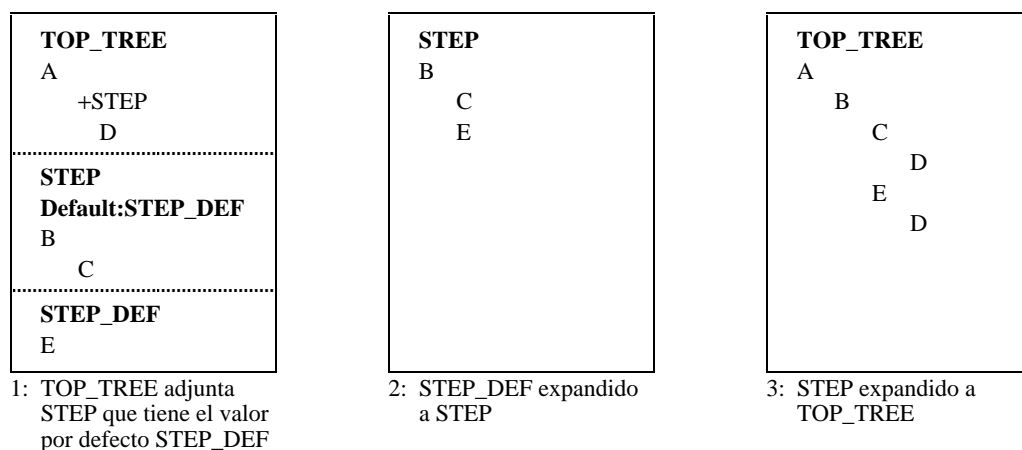 TOP_TREE
A
+STEP
D
STEP
Default:STEP_DEF
B
C
STEP_DEF
E
1: TOP_TREE adjunta
STEP que tiene el valor
por defecto STEP_DEF
STEP
B
C
E
2: STEP_DEF expandido
a STEP
TOP_TREE
A
B
C
D
E
D
3: STEP expandido a
TOP_TREE